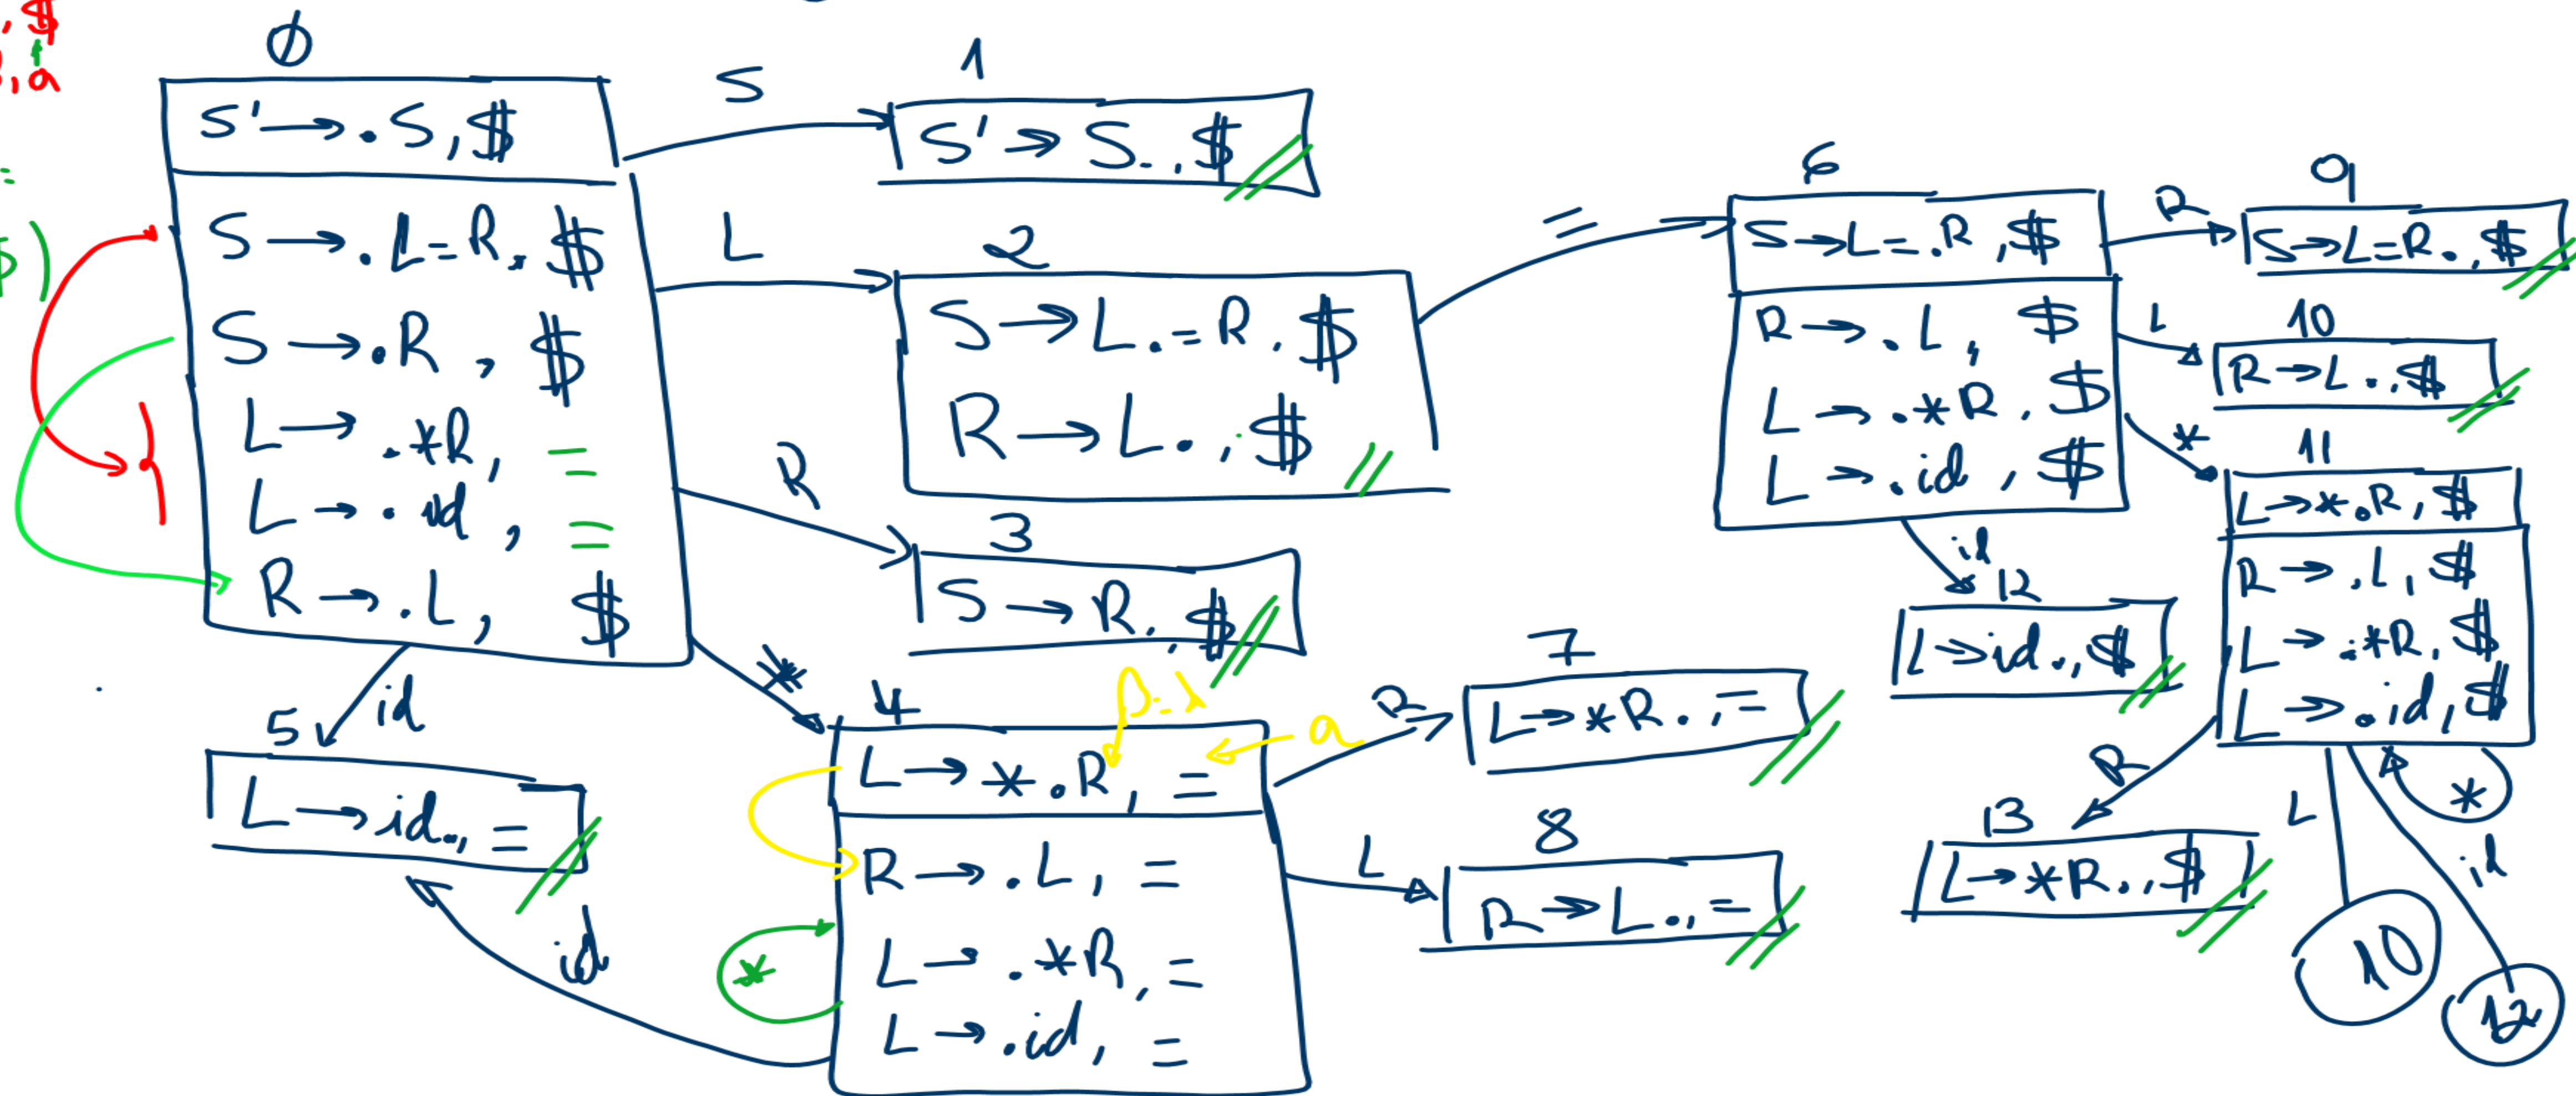 , $
, a
=
$ )
0
S' → . S , $
S → . L = R , $
S → . R , $
L → . * R , =
L → . id , =
R → . L , $
S
1
S' → S . , $
L
2
S → L . = R , $
R → L . , $
R
3
S → R . , $
*
4
L → * . R , =
R → . L , =
L → . * R , =
L → . id , =
a
*
id
5
L → id . , =
id
=
6
S → L = . R , $
R → . L , $
L → . * R , $
L → . id , $
R
7
L → * R . , =
L
8
R → L . , =
R
9
S → L = R . , $
L
10
R → L . , $
*
11
L → * . R , $
R → . L , $
L → . * R , $
L → . id , $
id
12
L → id . , $
R
13
L → * R . , $
L
10
*
id
12